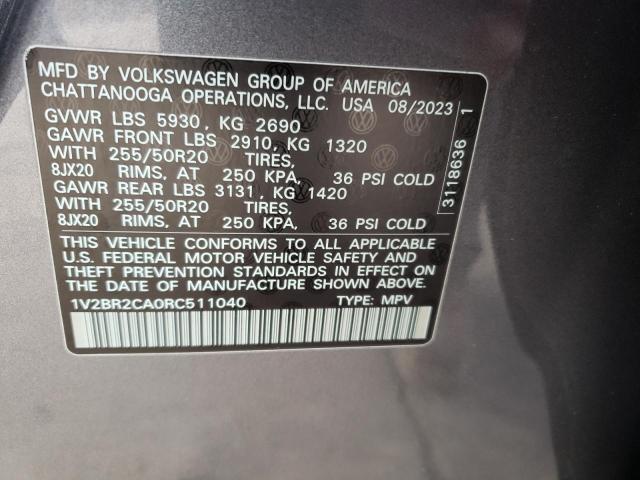 MFD BY VOLKSWAGEN GROUP OF AMERICA
CHATTANOOGA OPERATIONS, LLC. USA 08/2023
GVWR LBS 5930, KG 2690
GAWR FRONT LBS 2910, KG 1320
WITH 255/50R20 TIRES,
8JX20 RIMS, AT 250 KPA, 36 PSI COLD
GAWR REAR LBS 3131, KG 1420
WITH 255/50R20 TIRES,
8JX20 RIMS, AT 250 KPA, 36 PSI COLD
THIS VEHICLE CONFORMS TO ALL APPLICABLE
U.S. FEDERAL MOTOR VEHICLE SAFETY AND
THEFT PREVENTION STANDARDS IN EFFECT ON
THE DATE OF MANUFACTURE SHOWN ABOVE.
1V2BR2CA0RC511040 TYPE: MPV
3118636 1